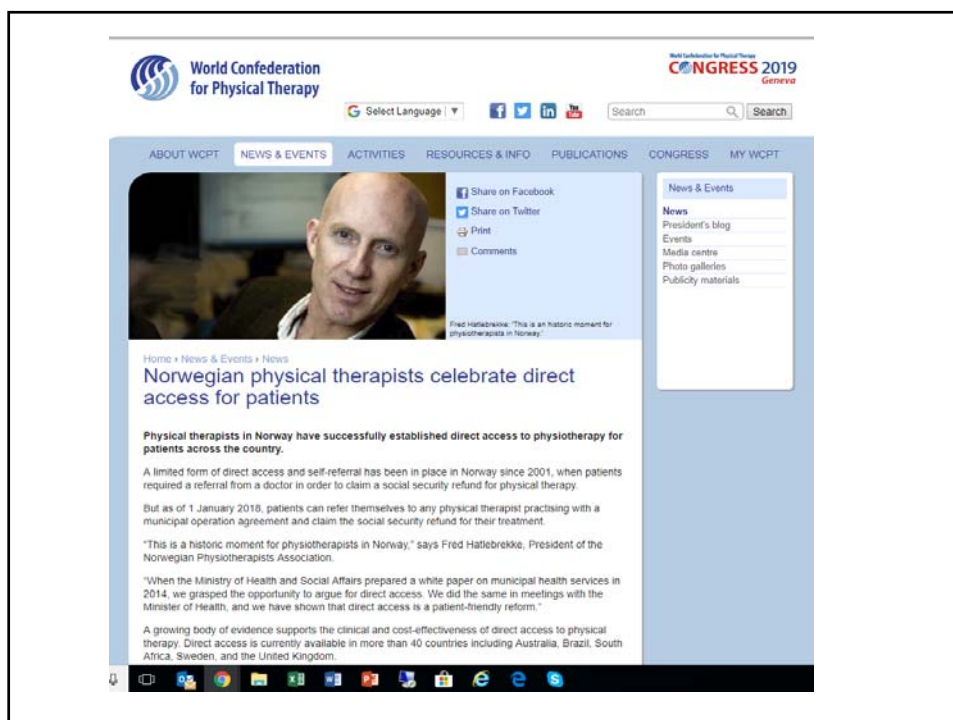 World Confederation
for Physical Therapy
World Confederation for Physical Therapy
CONGRESS 2019
Geneva
Select Language
Search
Search
ABOUT WCPT NEWS & EVENTS ACTIVITIES RESOURCES & INFO PUBLICATIONS CONGRESS MY WCPT
Share on Facebook
Share on Twitter
Print
Comments
Fred Hatlebrekke: "This is an historic moment for
physiotherapists in Norway."
News & Events
News
President's blog
Events
Media centre
Photo galleries
Publicity materials
Home › News & Events › News
Norwegian physical therapists celebrate direct
access for patients
Physical therapists in Norway have successfully established direct access to physiotherapy for
patients across the country.
A limited form of direct access and self-referral has been in place in Norway since 2001, when patients
required a referral from a doctor in order to claim a social security refund for physical therapy.
But as of 1 January 2018, patients can refer themselves to any physical therapist practising with a
municipal operation agreement and claim the social security refund for their treatment.
"This is a historic moment for physiotherapists in Norway," says Fred Hatlebrekke, President of the
Norwegian Physiotherapists Association.
"When the Ministry of Health and Social Affairs prepared a white paper on municipal health services in
2014, we grasped the opportunity to argue for direct access. We did the same in meetings with the
Minister of Health, and we have shown that direct access is a patient-friendly reform."
A growing body of evidence supports the clinical and cost-effectiveness of direct access to physical
therapy. Direct access is currently available in more than 40 countries including Australia, Brazil, South
Africa, Sweden, and the United Kingdom.